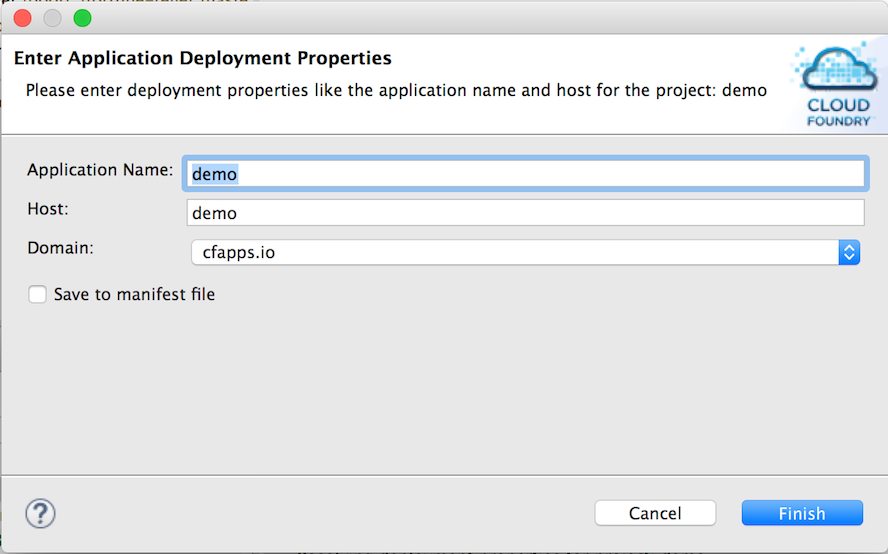 Enter Application Deployment Properties
Please enter deployment properties like the application name and host for the project: demo
CLOUD
FOUNDRY
Application Name: demo
Host: demo
Domain: cfapps.io
Save to manifest file
?
Cancel Finish